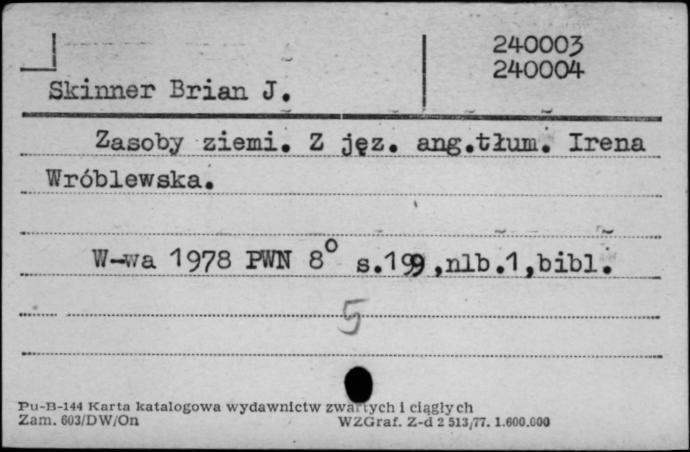 240003
240004
Skinner Brian J.
Zasoby ziemi. Z jęz. ang.tłum. Irena
Wróblewska.
W-wa 1978 PWN 8° s.199,nlb.1,bibl.
5
Pu-B-144 Karta katalogowa wydawnictw zwartych i ciągłych
Zam. 603/DW/On WZGraf. Z-d 2 513/77. 1.600.000